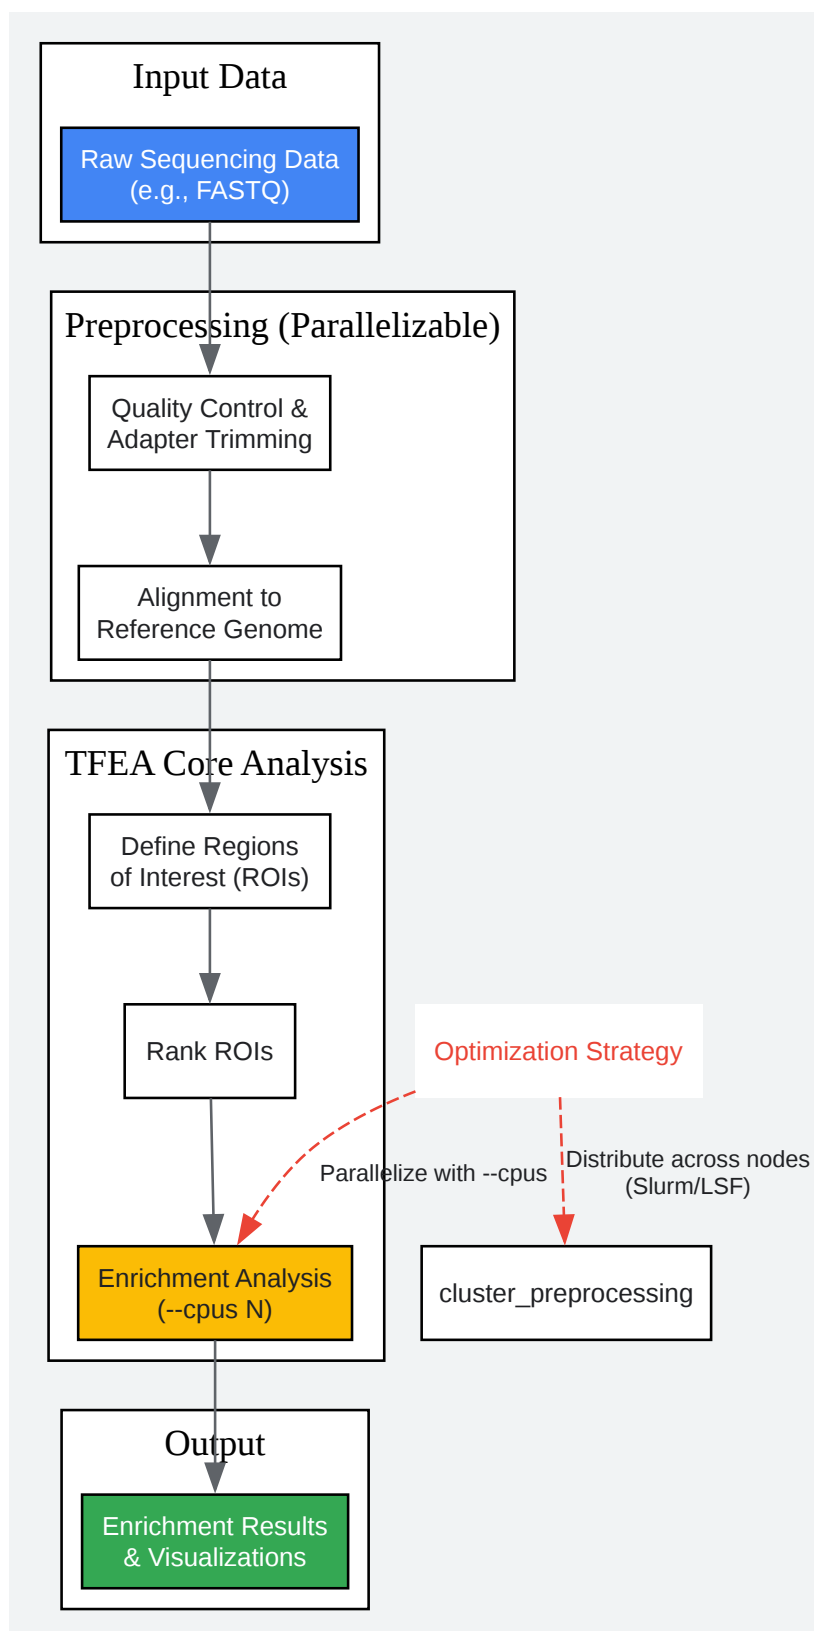 Input Data
Raw Sequencing Data
(e.g., FASTQ)
Preprocessing (Parallelizable)
Quality Control &
Adapter Trimming
Alignment to
Reference Genome
TFEA Core Analysis
Define Regions
of Interest (ROIs)
Rank ROIs
Optimization Strategy
Parallelize with --cpus
Distribute across nodes
(Slurm/LSF)
Enrichment Analysis
(--cpus N)
cluster_preprocessing
Output
Enrichment Results
& Visualizations